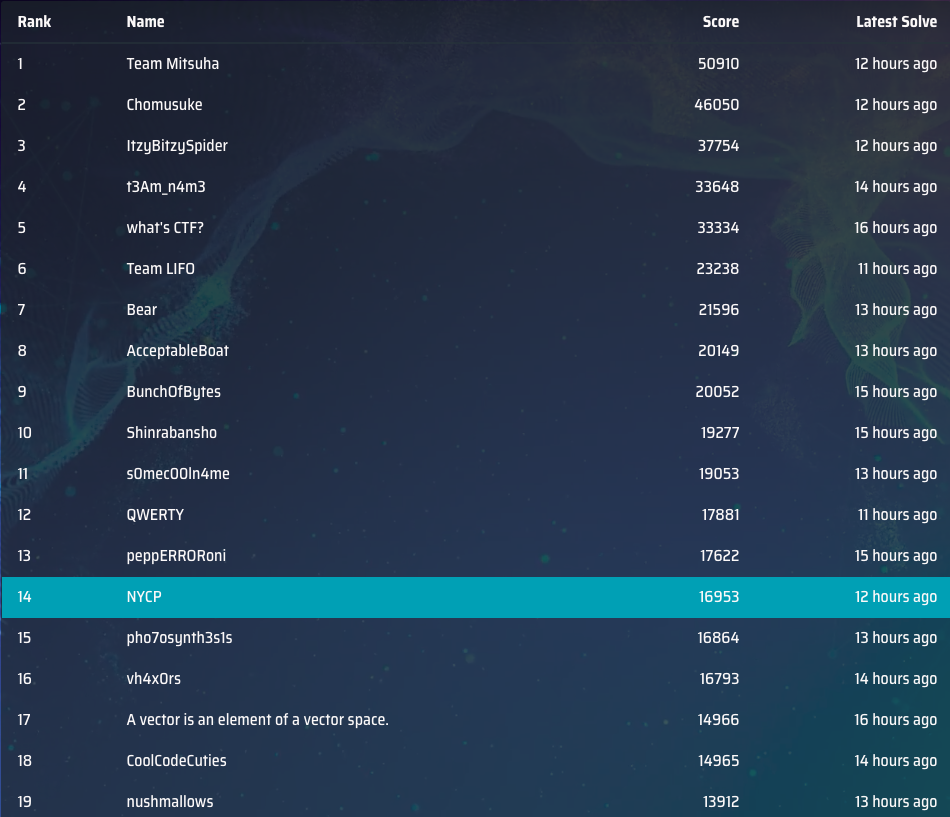 Rank Name Score Latest Solve
1 Team Mitsuha 50910 12 hours ago
2 Chomusuke 46050 12 hours ago
3 ItzyBitzySpider 37754 12 hours ago
4 t3Am_n4m3 33648 14 hours ago
5 what's CTF? 33334 16 hours ago
6 Team LIFO 23238 11 hours ago
7 Bear 21596 13 hours ago
8 AcceptableBoat 20149 13 hours ago
9 BunchOfBytes 20052 15 hours ago
10 Shinrabansho 19277 15 hours ago
11 s0mec00ln4me 19053 13 hours ago
12 QWERTY 17881 11 hours ago
13 peppERRORoni 17622 15 hours ago
14 NYCP 16953 12 hours ago
15 pho7osynth3s1s 16864 13 hours ago
16 vh4x0rs 16793 14 hours ago
17 A vector is an element of a vector space. 14966 16 hours ago
18 CoolCodeCuties 14965 14 hours ago
19 nushmallows 13912 13 hours ago